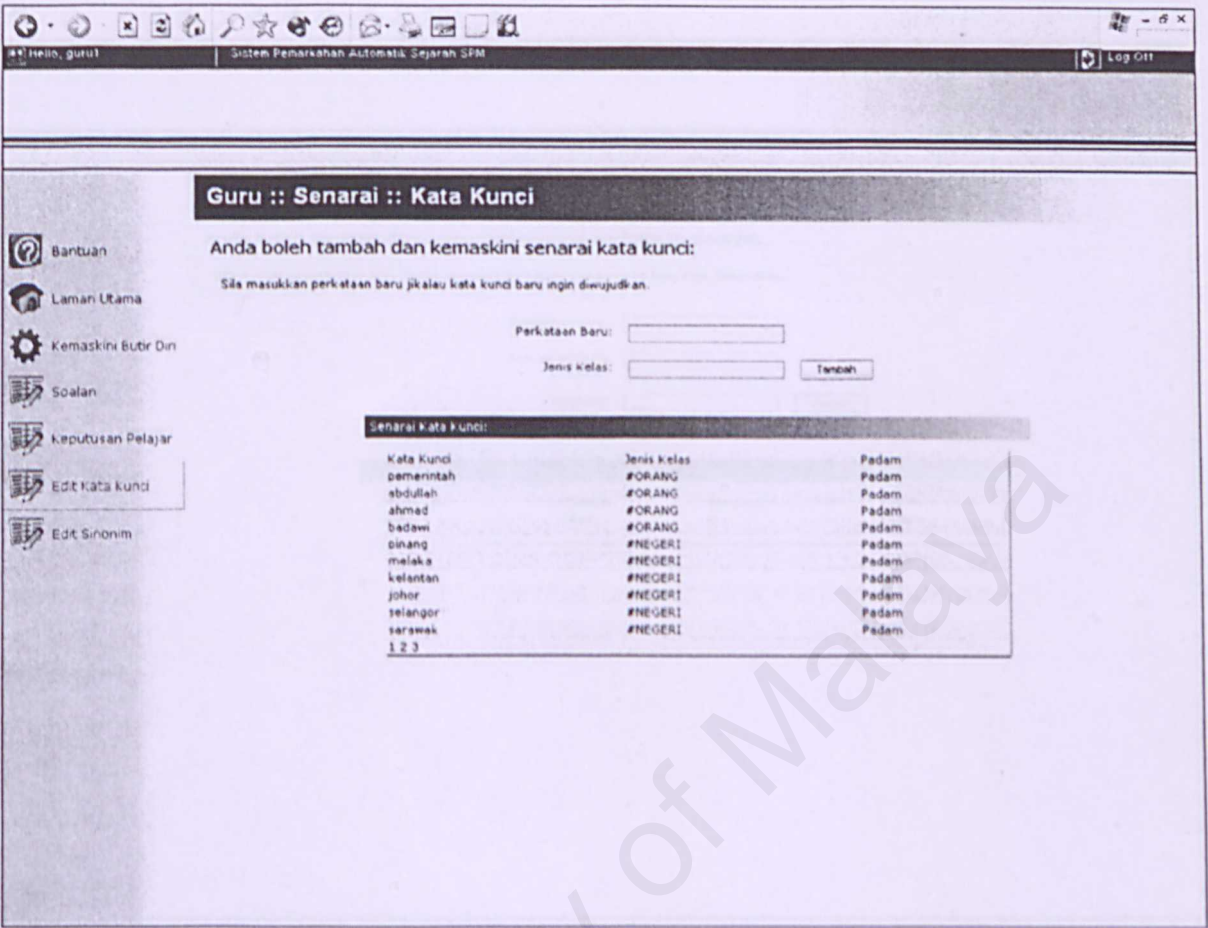 Hello, guru1 Sistem Pemarkahan Automatik Sejarah SPM Log Off
Guru :: Senarai :: Kata Kunci
Anda boleh tambah dan kemaskini senarai kata kunci:
Sila masukkan perkataan baru jikalau kata kunci baru ingin diwujudkan.
Bantuan
Laman Utama
Kemaskini Butir Diri
Soalan
Keputusan Pelajar
Edit Kata Kunci
Edit Sinonim
Perkataan Baru:
Jenis Kelas: Tambah
Senarai Kata Kunci:
Kata Kunci Jenis Kelas Padam
pemerintah #ORANG Padam
abdullah #ORANG Padam
ahmad #ORANG Padam
badawi #ORANG Padam
pinang #NEGERI Padam
melaka #NEGERI Padam
kelantan #NEGERI Padam
johor #NEGERI Padam
selangor #NEGERI Padam
sarawak #NEGERI Padam
1 2 3
y of Malaya